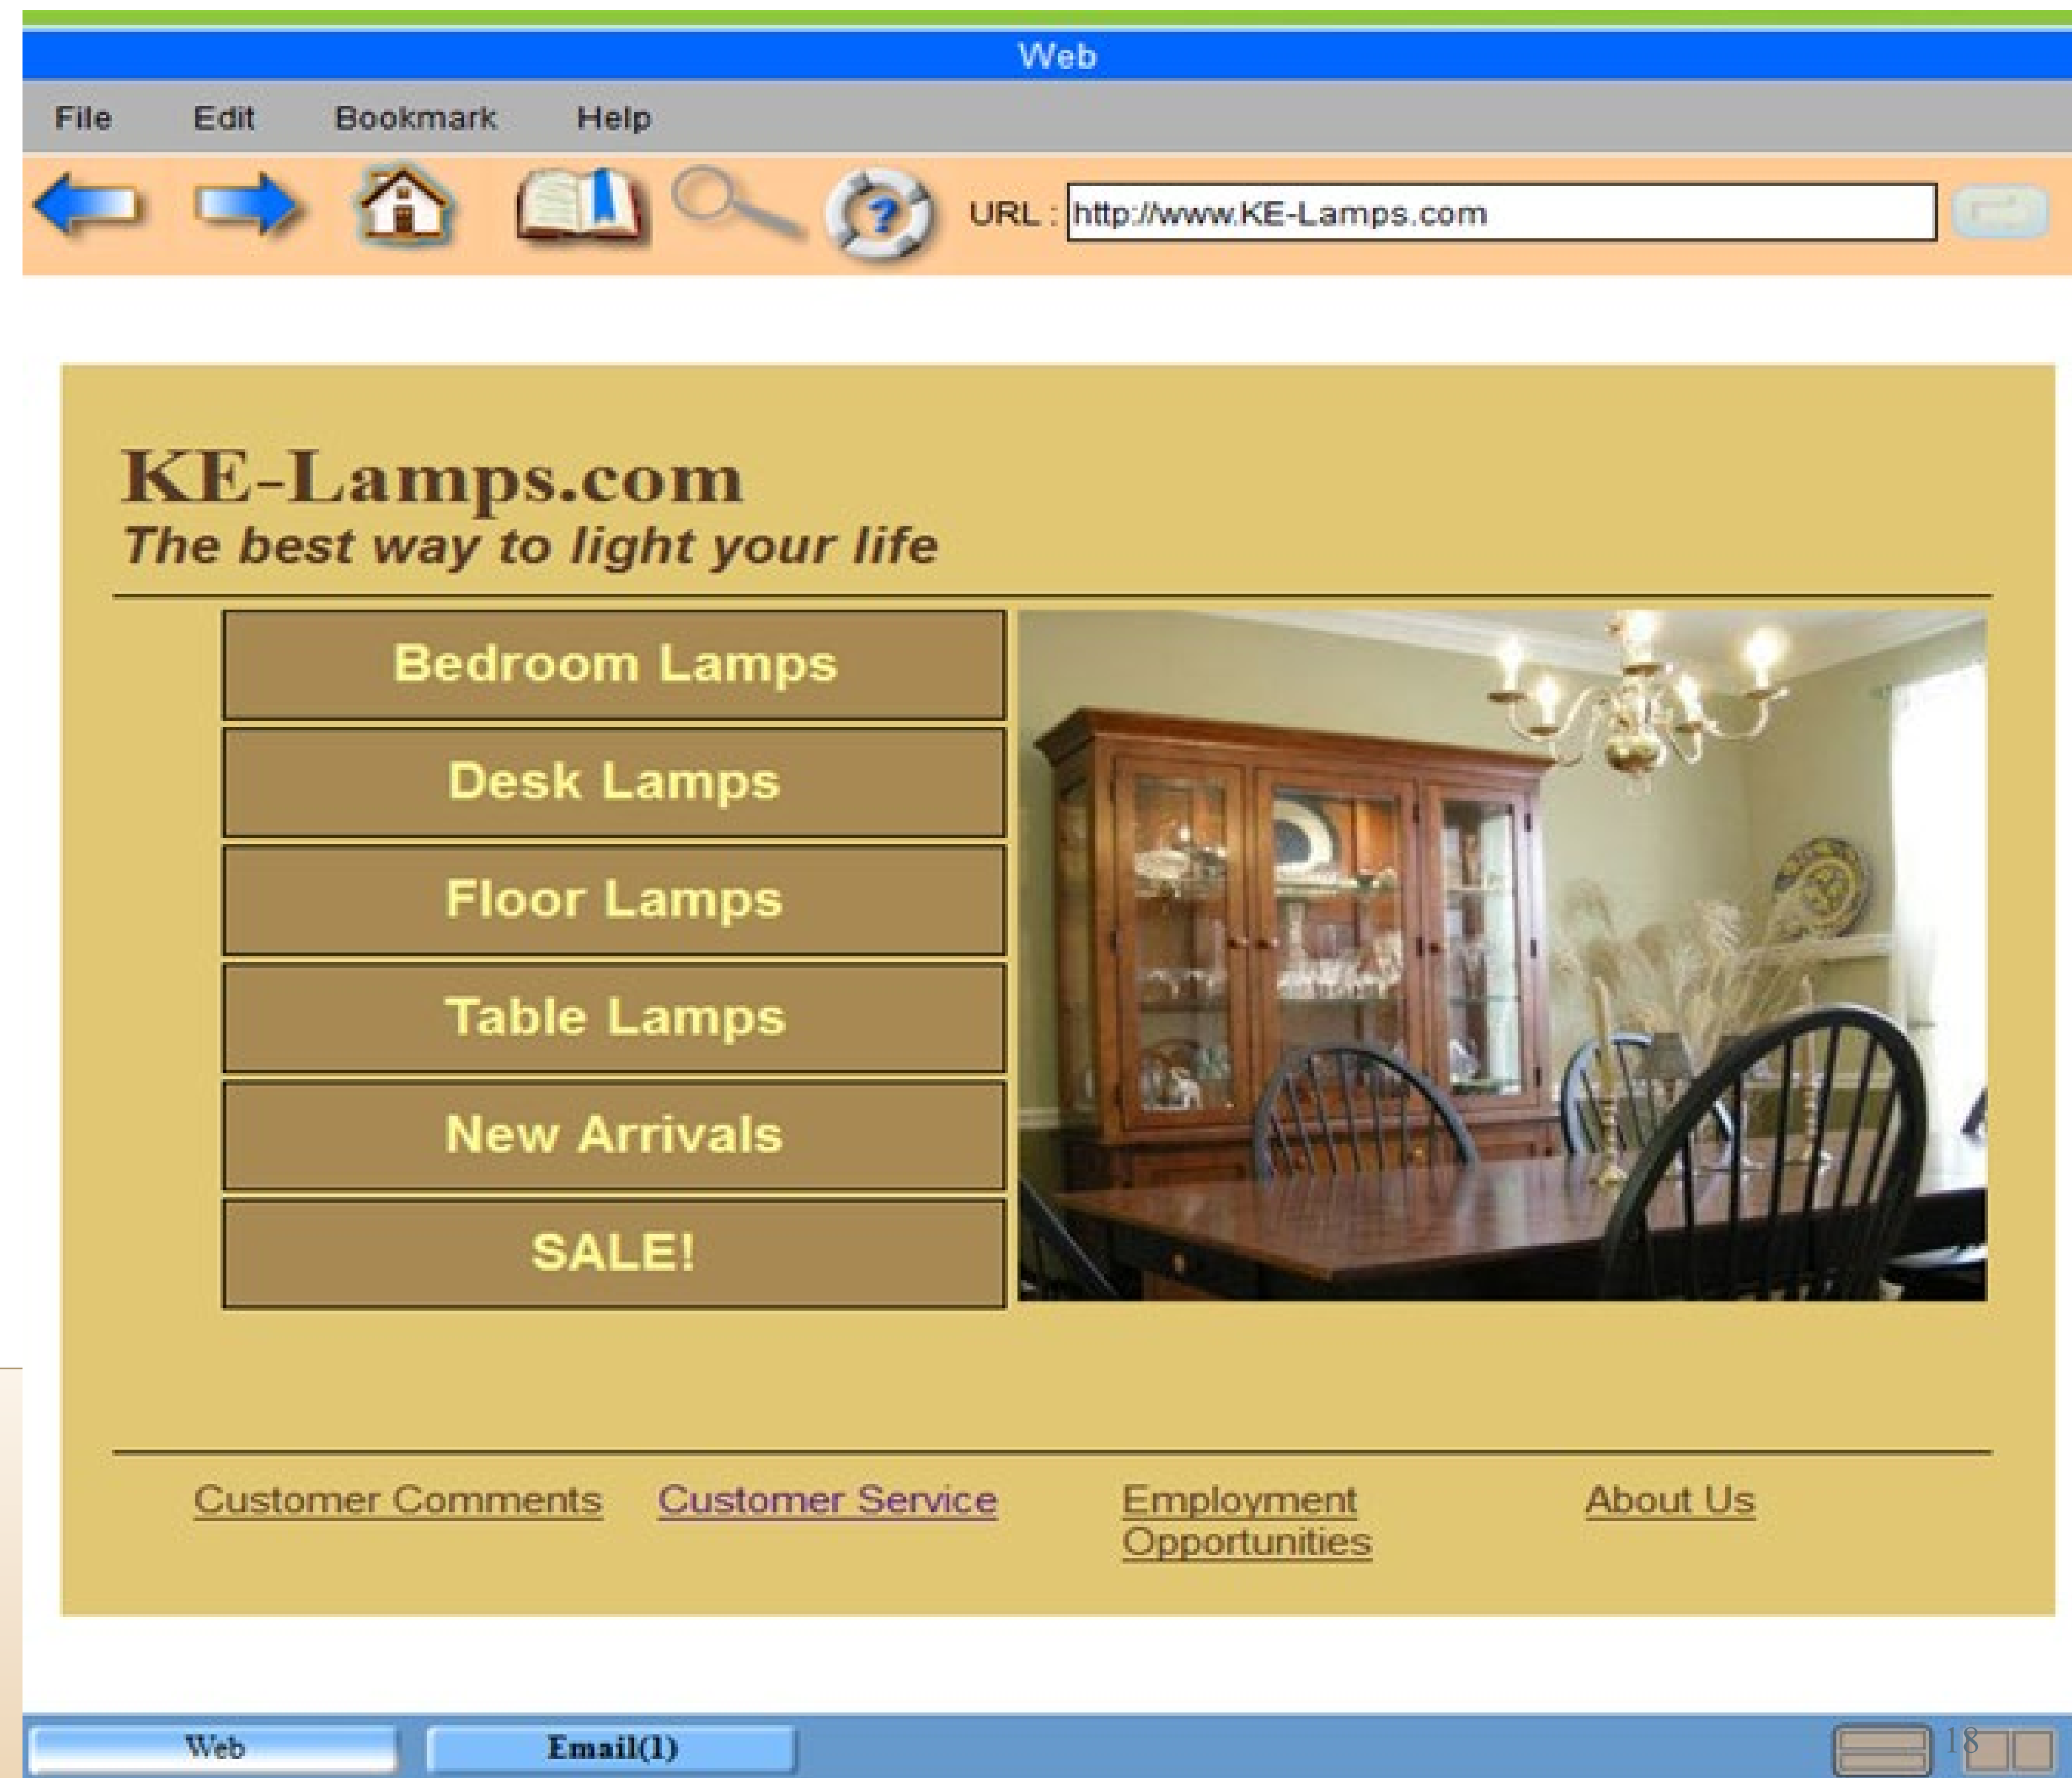 Web
File Edit Bookmark Help
? URL : http://www.KE-Lamps.com
KE-Lamps.com
The best way to light your life
Bedroom Lamps
Desk Lamps
Floor Lamps
Table Lamps
New Arrivals
SALE!
Customer Comments Customer Service Employment Opportunities About Us
Web Email(1) 18